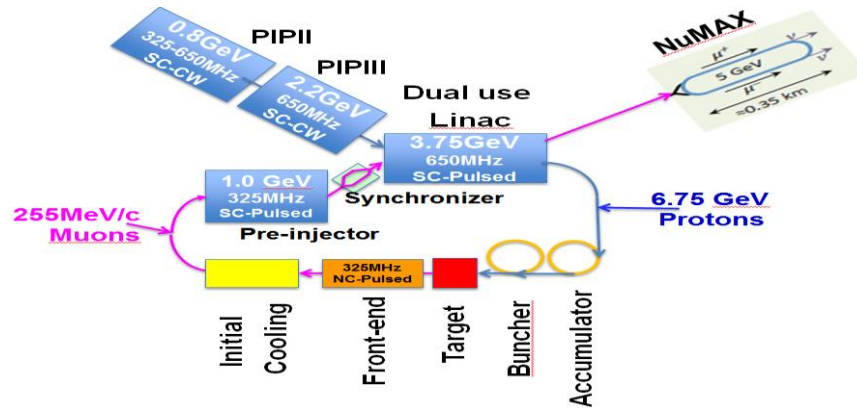 0.8GeV
325-650MHz
SC-CW
PIPII
2.2GeV
650MHz
SC-CW
PIPIII
Dual use
Linac
3.75GeV
650MHz
SC-Pulsed
NuMAX
μ⁺
5 GeV
μ⁻
≈0.35 km
ν
ν
1.0 GeV
325MHz
SC-Pulsed
Synchronizer
Pre-injector
255MeV/c
Muons
6.75 GeV
Protons
325MHz
NC-Pulsed
Initial
Cooling
Front-end
Target
Buncher
Accumulator